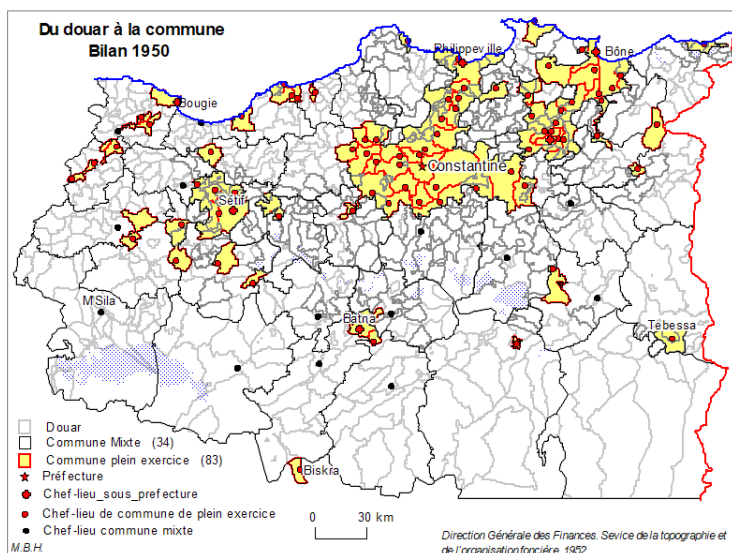 Du douar à la commune
Bilan 1950
Philippeville
Bône
Bougie
Constantine
Sétif
M'Sila
Batna
Tébessa
Biskra
Douar
Commune Mixte (34)
Commune plein exercice (83)
Préfecture
Chef-lieu_sous_prefecture
Chef-lieu de commune de plein exercice
Chef-lieu commune mixte
0 30 km
M.B.H.
Direction Générale des Finances. Sevice de la topographie et
de l'organisation foncière, 1952